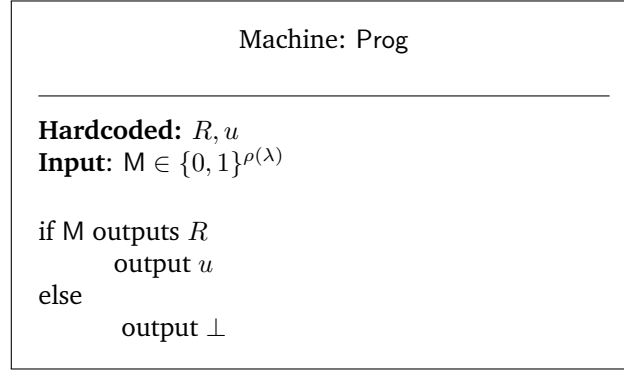 Machine: Prog
Hardcoded: R, u
Input: M ∈ {0, 1}^{ρ(λ)}
if M outputs R
output u
else
output ⊥